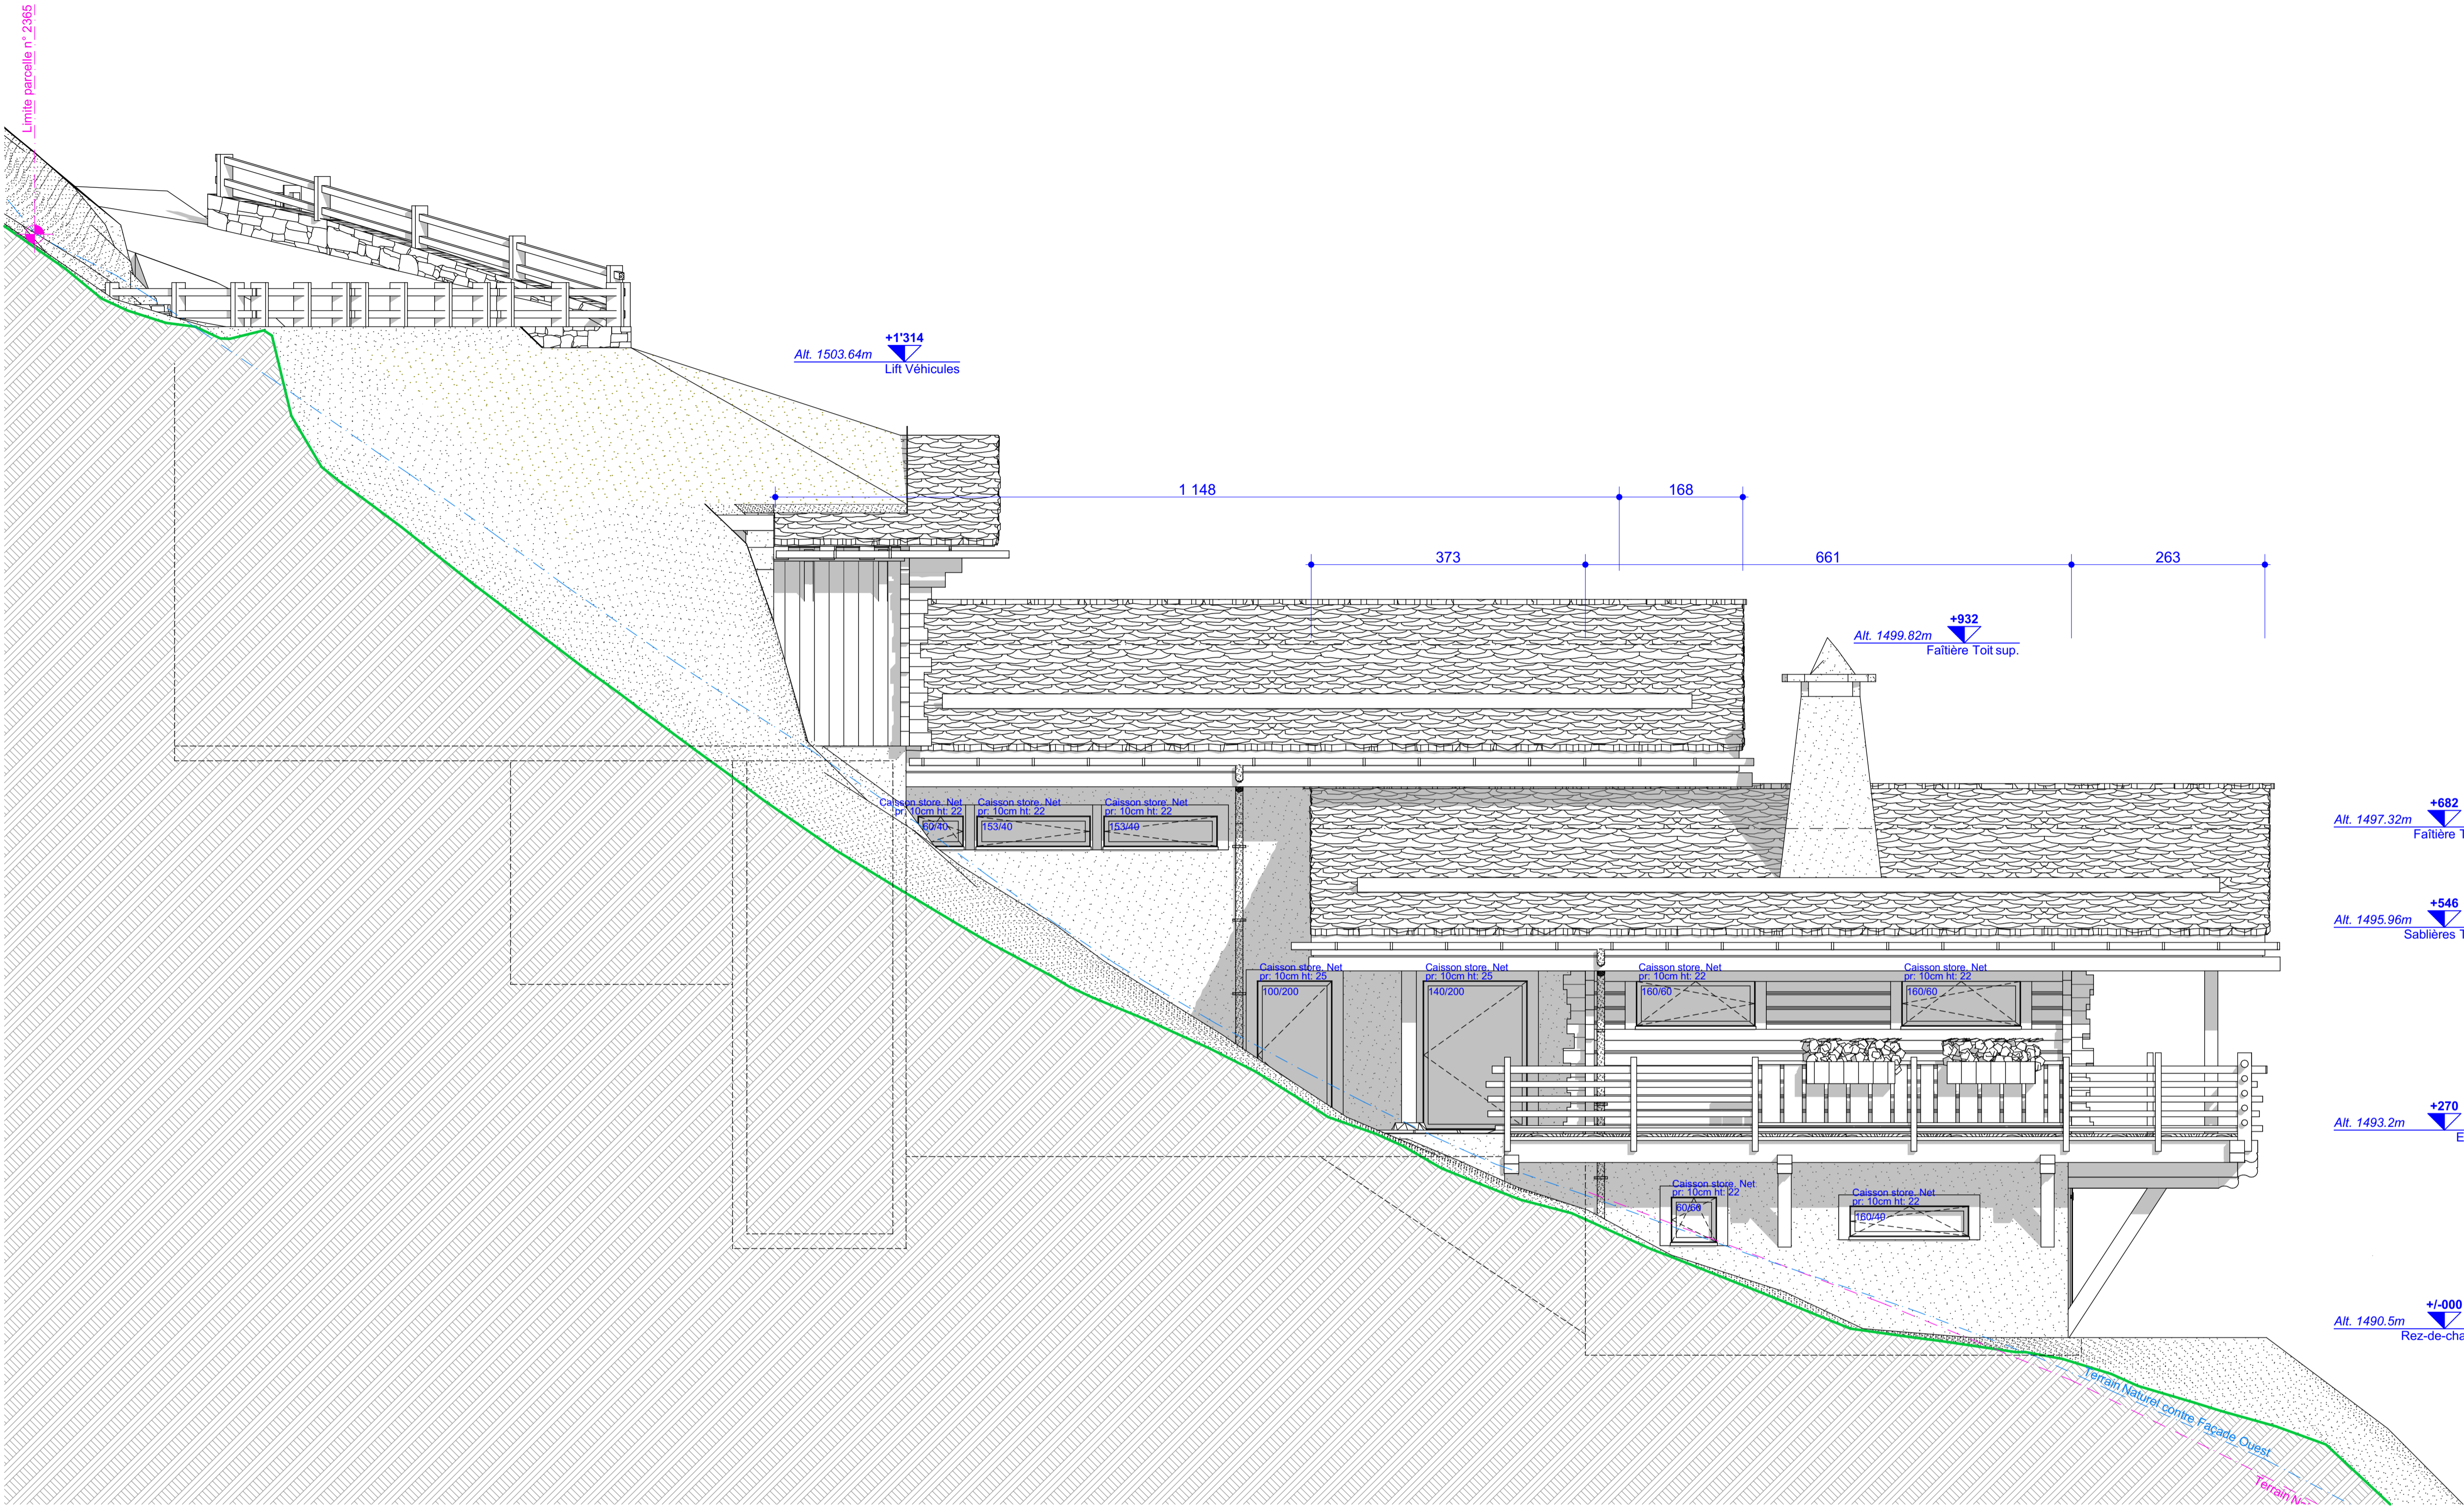 Limite parcelle n° 2365
+1'314
Alt. 1503.64m
Lift Véhicules
1 148
168
373
661
263
+932
Alt. 1499.82m
Faîtière Toit sup.
+682
Alt. 1497.32m
Faîtière T
Caisson store, Net
pr: 10cm ht: 22
60/40
Caisson store, Net
pr: 10cm ht: 22
153/40
Caisson store, Net
pr: 10cm ht: 22
153/40
+546
Alt. 1495.96m
Sablières T
Caisson store, Net
pr: 10cm ht: 25
100/200
Caisson store, Net
pr: 10cm ht: 25
140/200
Caisson store, Net
pr: 10cm ht: 22
160/60
Caisson store, Net
pr: 10cm ht: 22
160/60
+270
Alt. 1493.2m
E
Caisson store, Net
pr: 10cm ht: 22
60/60
Caisson store, Net
pr: 10cm ht: 22
160/40
+/-000
Alt. 1490.5m
Rez-de-cha
Terrain Naturel contre Façade Ouest
Terrain Na